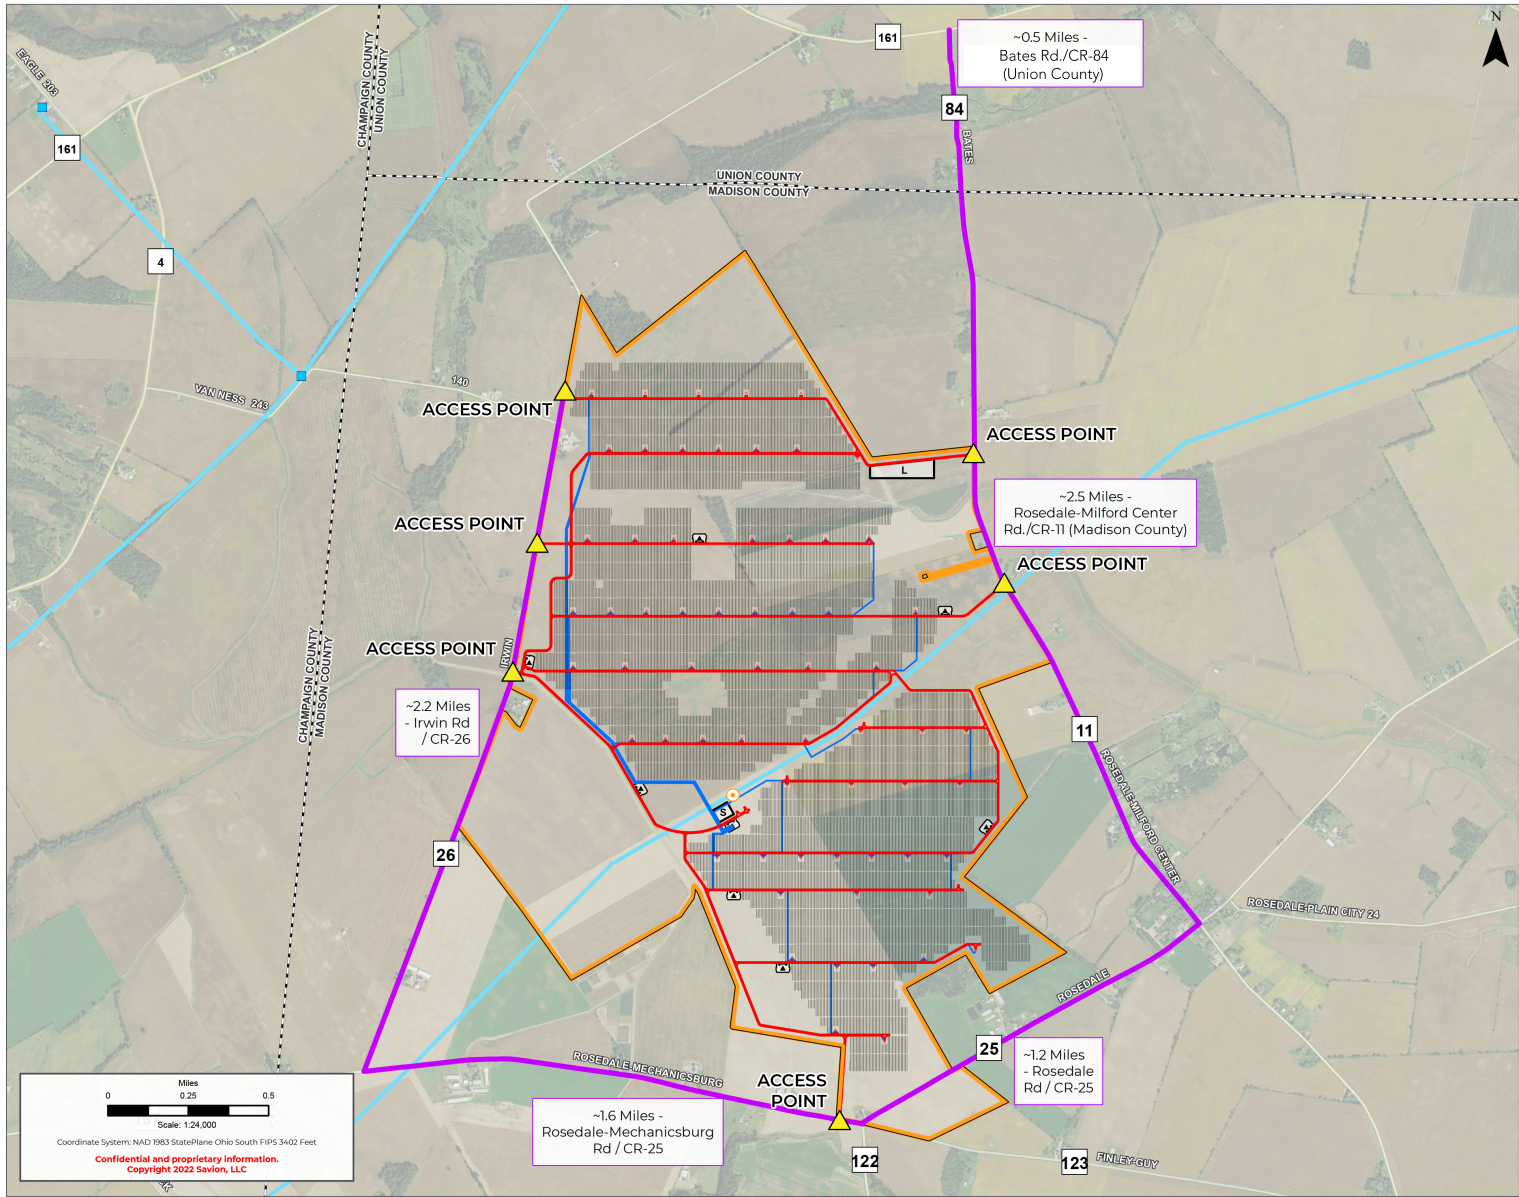 N
161
~0.5 Miles -
Bates Rd./CR-84
(Union County)
EAGLE 203
CHAMPAIGN COUNTY
UNION COUNTY
84
BATES
161
UNION COUNTY
MADISON COUNTY
4
VAN NESS 243
140
ACCESS POINT
ACCESS POINT
L
~2.5 Miles -
Rosedale-Milford Center
Rd./CR-11 (Madison County)
ACCESS POINT
ACCESS POINT
ACCESS POINT
IRWIN
CHAMPAIGN COUNTY
MADISON COUNTY
~2.2 Miles
- Irwin Rd
/ CR-26
11
ROSEDALE-MILFORD CENTER
S
26
ROSEDALE-PLAIN CITY 24
ROSEDALE
25
~1.2 Miles
- Rosedale
Rd / CR-25
ROSEDALE-MECHANICSBURG
ACCESS
POINT
~1.6 Miles -
Rosedale-Mechanicsburg
Rd / CR-25
122
123
FINLEY-GUY
Miles
0 0.25 0.5
Scale: 1:24,000
Coordinate System: NAD 1983 StatePlane Ohio South FIPS 3402 Feet
Confidential and proprietary information.
Copyright 2022 Savion, LLC